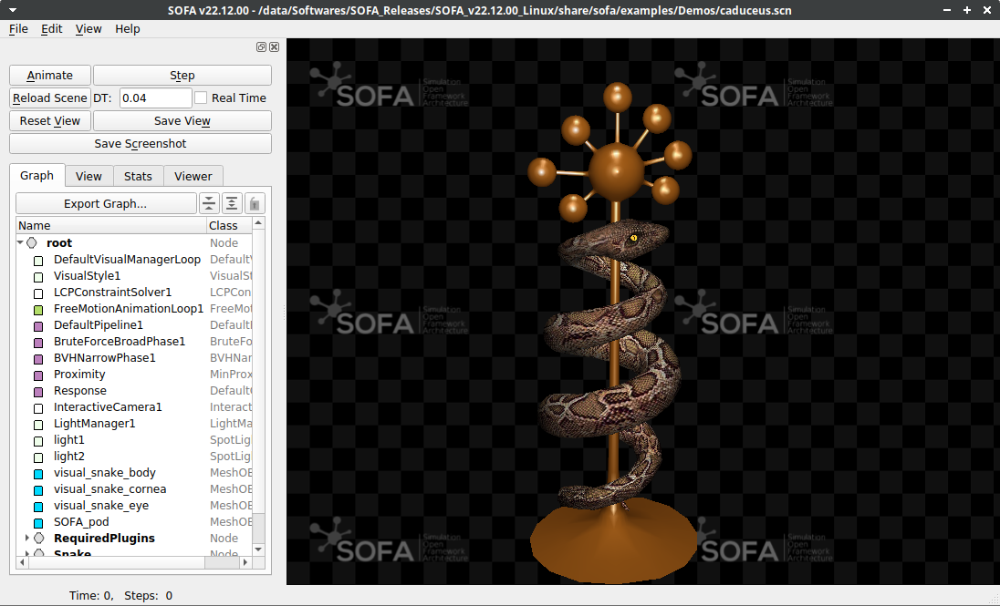 SOFA v22.12.00 - /data/Softwares/SOFA_Releases/SOFA_v22.12.00_Linux/share/sofa/examples/Demos/caduceus.scn
File Edit View Help
Animate Step
Reload Scene DT: 0.04 Real Time
Reset View Save View
Save Screenshot
Graph View Stats Viewer
Export Graph...
Name Class
root Node
DefaultVisualManagerLoop DefaultV
VisualStyle1 VisualSt
LCPConstraintSolver1 LCPCon
FreeMotionAnimationLoop1 FreeMot
DefaultPipeline1 DefaultI
BruteForceBroadPhase1 BruteFo
BVHNarrowPhase1 BVHNar
Proximity MinProx
Response Default
InteractiveCamera1 Interact
LightManager1 LightMa
light1 SpotLig
light2 SpotLig
visual_snake_body MeshOB
visual_snake_cornea MeshOB
visual_snake_eye MeshOB
SOFA_pod MeshOB
RequiredPlugins Node
Snake Node
Time: 0, Steps: 0
SOFA Simulation Open Framework Architecture
SOFA Simulation Open Framework Architecture
SOFA Simulation Open Framework Architecture
SOFA Simulation Open Framework Architecture
SOFA Simulation Open Framework Architecture
SOFA Simulation Open Framework Architecture